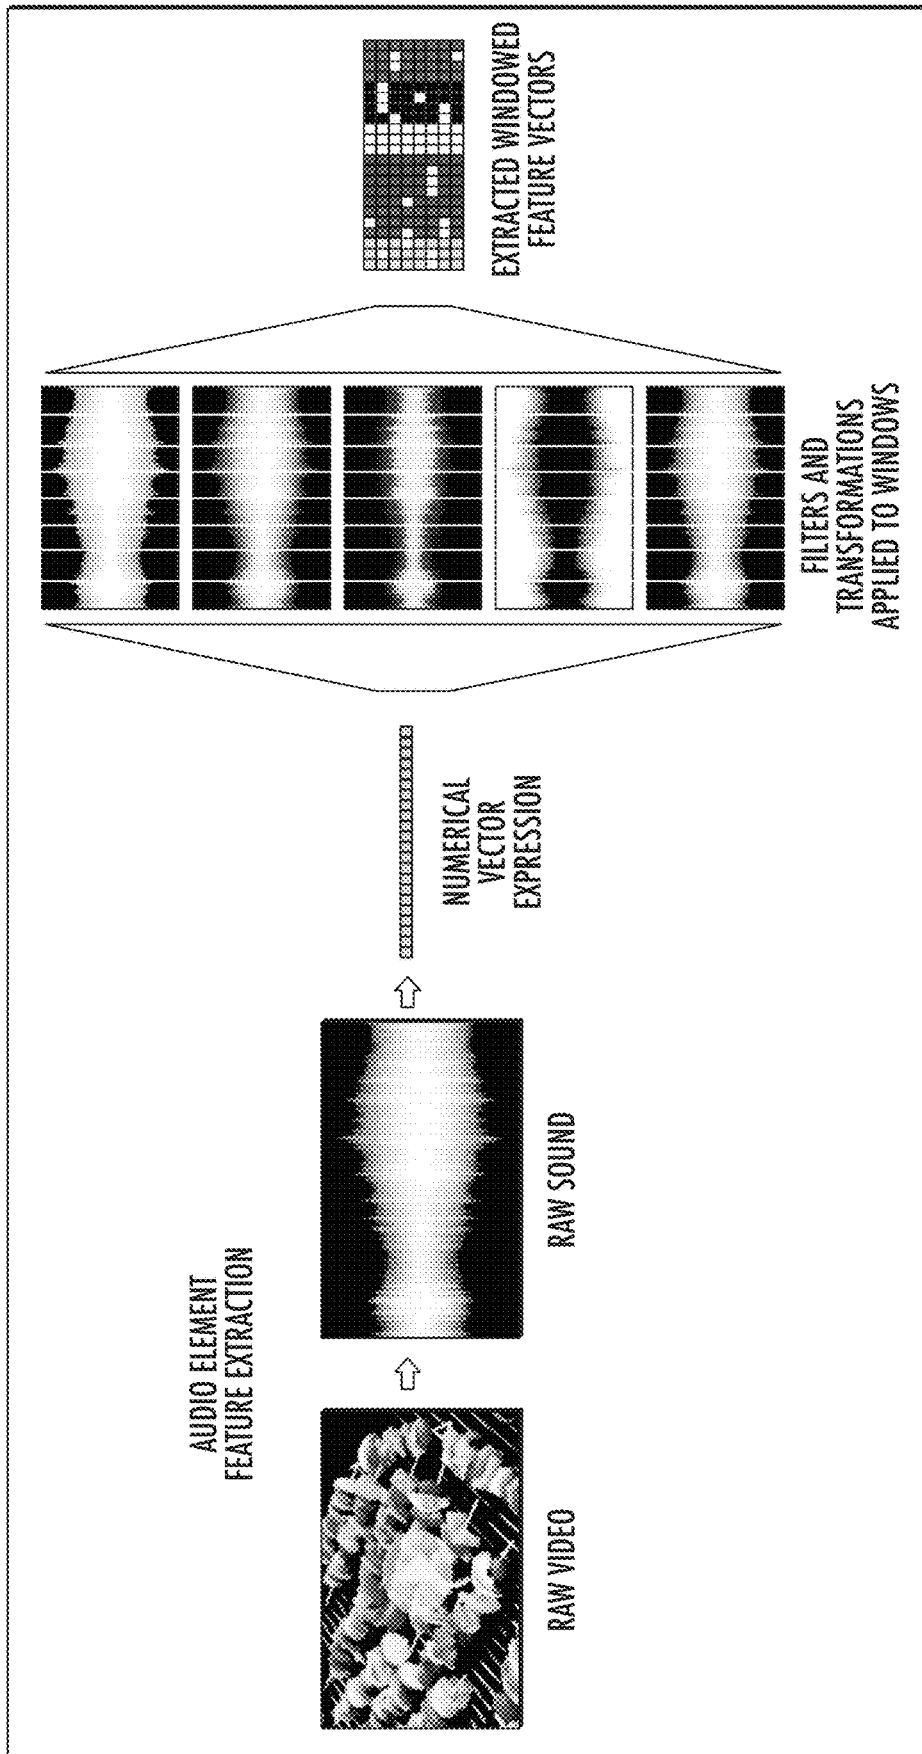 AUDIO ELEMENT
FEATURE EXTRACTION
RAW VIDEO
RAW SOUND
NUMERICAL
VECTOR
EXPRESSION
FILTERS AND
TRANSFORMATIONS
APPLIED TO WINDOWS
EXTRACTED WINDOWED
FEATURE VECTORS